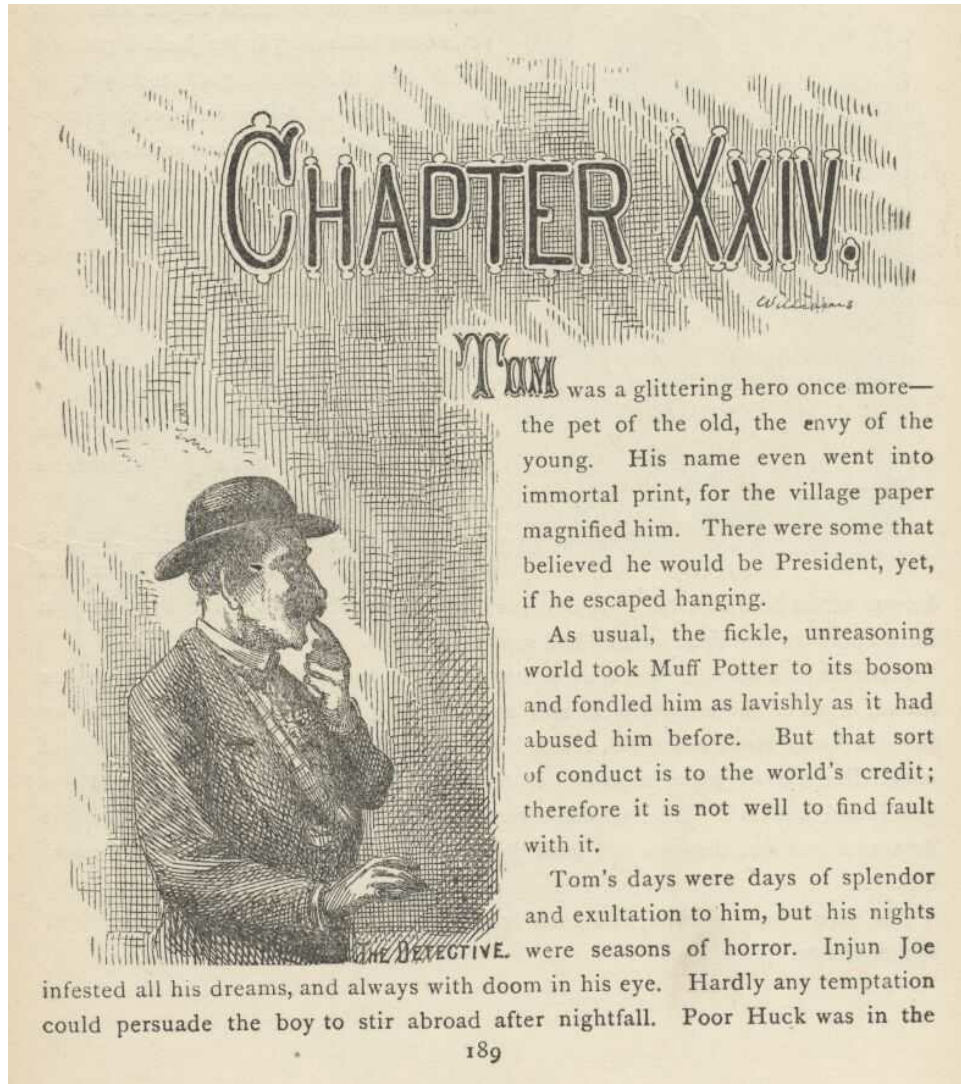 CHAPTER XXIV.
Williams
Tom was a glittering hero once more—
the pet of the old, the envy of the
young. His name even went into
immortal print, for the village paper
magnified him. There were some that
believed he would be President, yet,
if he escaped hanging.
As usual, the fickle, unreasoning
world took Muff Potter to its bosom
and fondled him as lavishly as it had
abused him before. But that sort
of conduct is to the world's credit;
therefore it is not well to find fault
with it.
Tom's days were days of splendor
and exultation to him, but his nights
THE DETECTIVE. were seasons of horror. Injun Joe
infested all his dreams, and always with doom in his eye. Hardly any temptation
could persuade the boy to stir abroad after nightfall. Poor Huck was in the
189